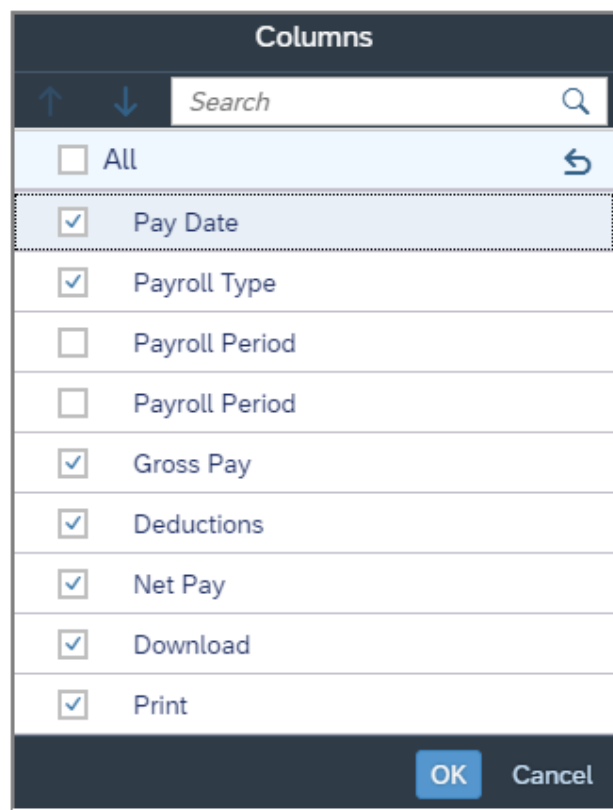 Columns
Search
All
Pay Date
Payroll Type
Payroll Period
Payroll Period
Gross Pay
Deductions
Net Pay
Download
Print
OK Cancel